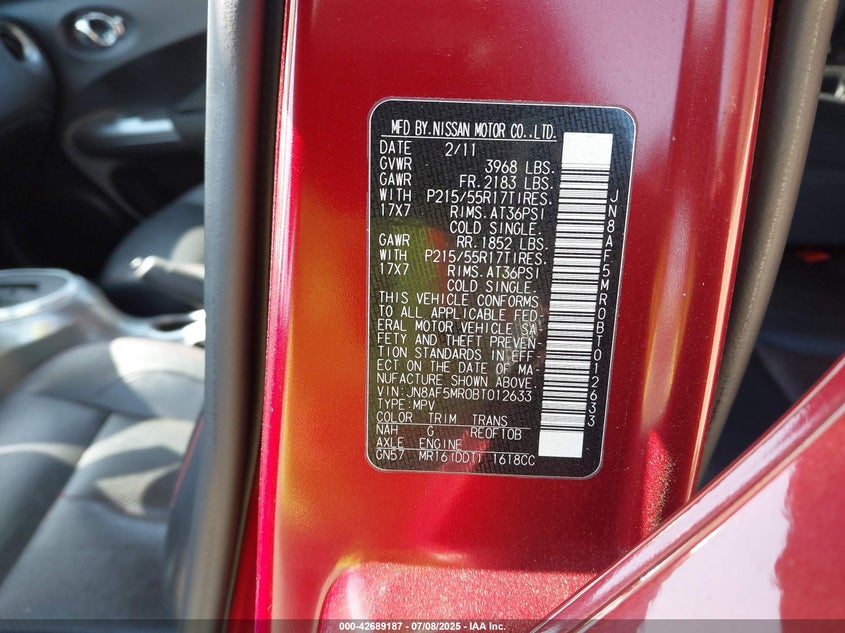 MFD BY.NISSAN MOTOR CO.,LTD.
DATE 2/11
GVWR 3968 LBS.
GAWR FR.2183 LBS.
WITH P215/55R17TIRES.
17X7 RIMS.AT36PSI
COLD SINGLE.
GAWR RR.1852 LBS.
WITH P215/55R17TIRES.
17X7 RIMS.AT36PSI
COLD SINGLE.
THIS VEHICLE CONFORMS
TO ALL APPLICABLE FED-
ERAL MOTOR VEHICLE SA-
FETY AND THEFT PREVEN-
TION STANDARDS IN EFF-
ECT ON THE DATE OF MA-
NUFACTURE SHOWN ABOVE.
VIN:JN8AF5MR0BT012633
TYPE:MPV
COLOR TRIM TRANS
NAH G RE0F10B
AXLE ENGINE
GN57 MR16(DDT) 1618CC
JN8AF5MR0BT012633
000-42689187 - 07/08/2025 - IAA Inc.